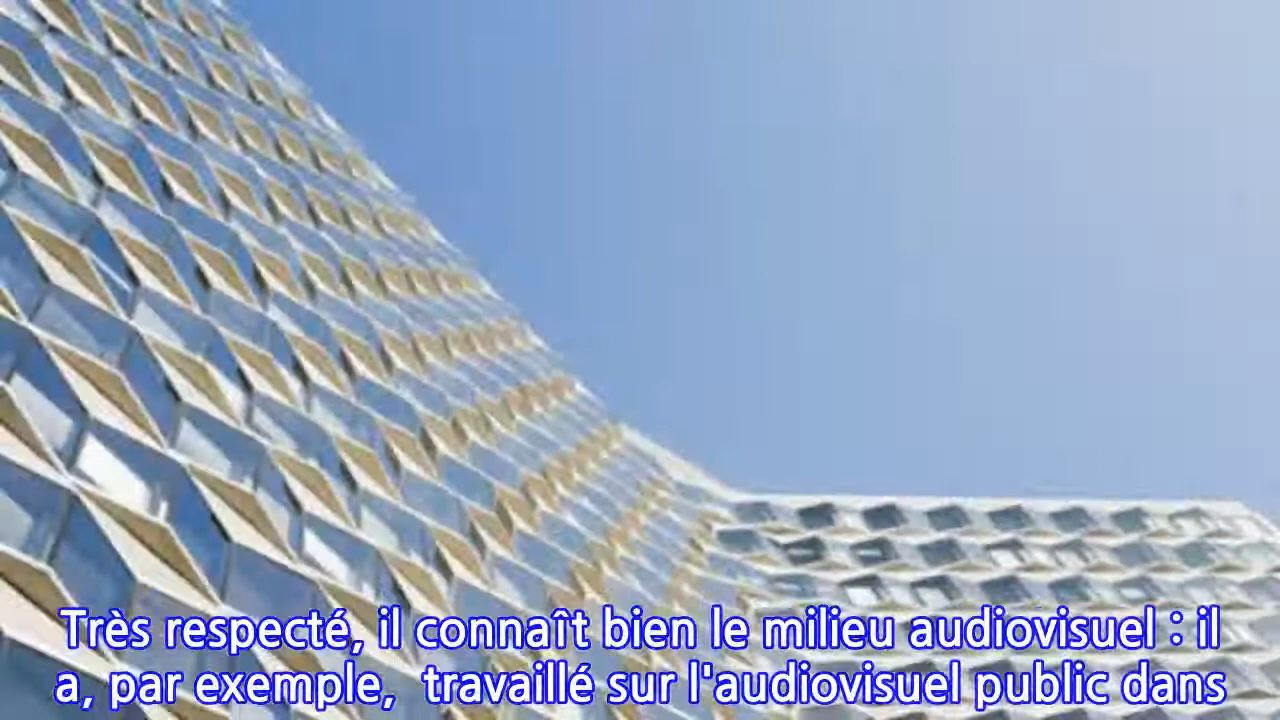 Très respecté, il connaît bien le milieu audiovisuel : il
a, par exemple,  travaillé sur l'audiovisuel public dans